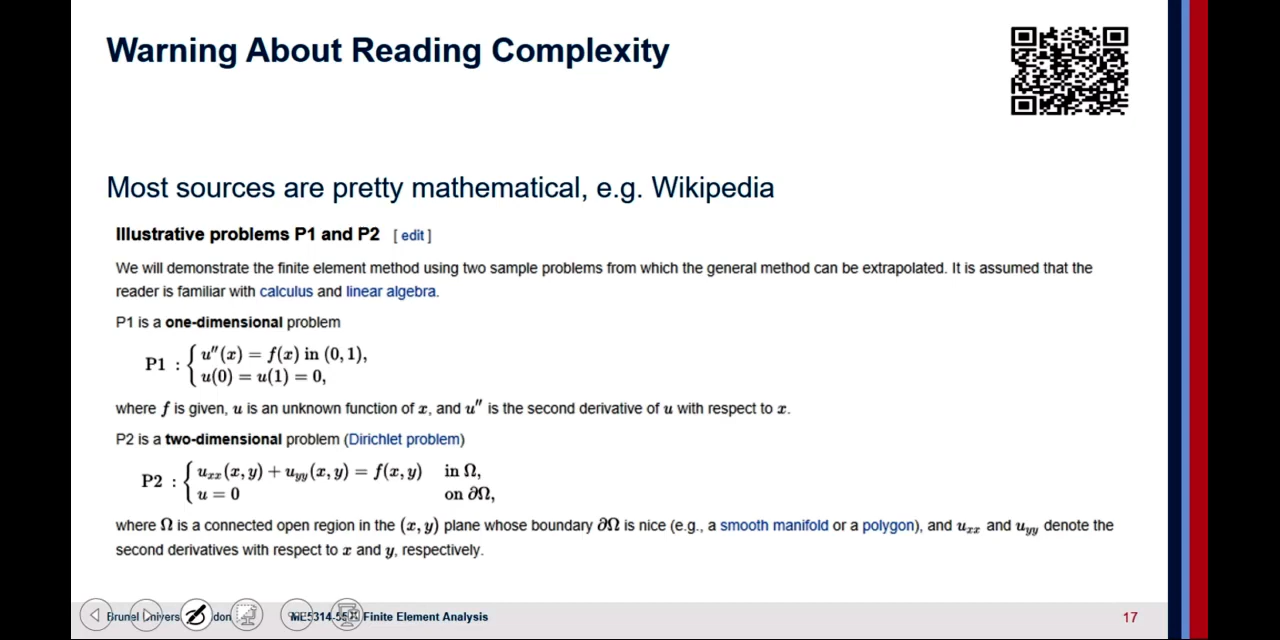 Warning About Reading Complexity
Most sources are pretty mathematical, e.g. Wikipedia
Illustrative problems P1 and P2 [ edit ]
We will demonstrate the finite element method using two sample problems from which the general method can be extrapolated. It is assumed that the
reader is familiar with calculus and linear algebra.
P1 is a one-dimensional problem
P1 : { u″(x) = f(x) in (0, 1),
u(0) = u(1) = 0,
where f is given, u is an unknown function of x, and u″ is the second derivative of u with respect to x.
P2 is a two-dimensional problem (Dirichlet problem)
P2 : { uxx(x, y) + uyy(x, y) = f(x, y) in Ω,
u = 0 on ∂Ω,
where Ω is a connected open region in the (x, y) plane whose boundary ∂Ω is nice (e.g., a smooth manifold or a polygon), and uxx and uyy denote the
second derivatives with respect to x and y, respectively.
Brunel Finite Element Analysis 17